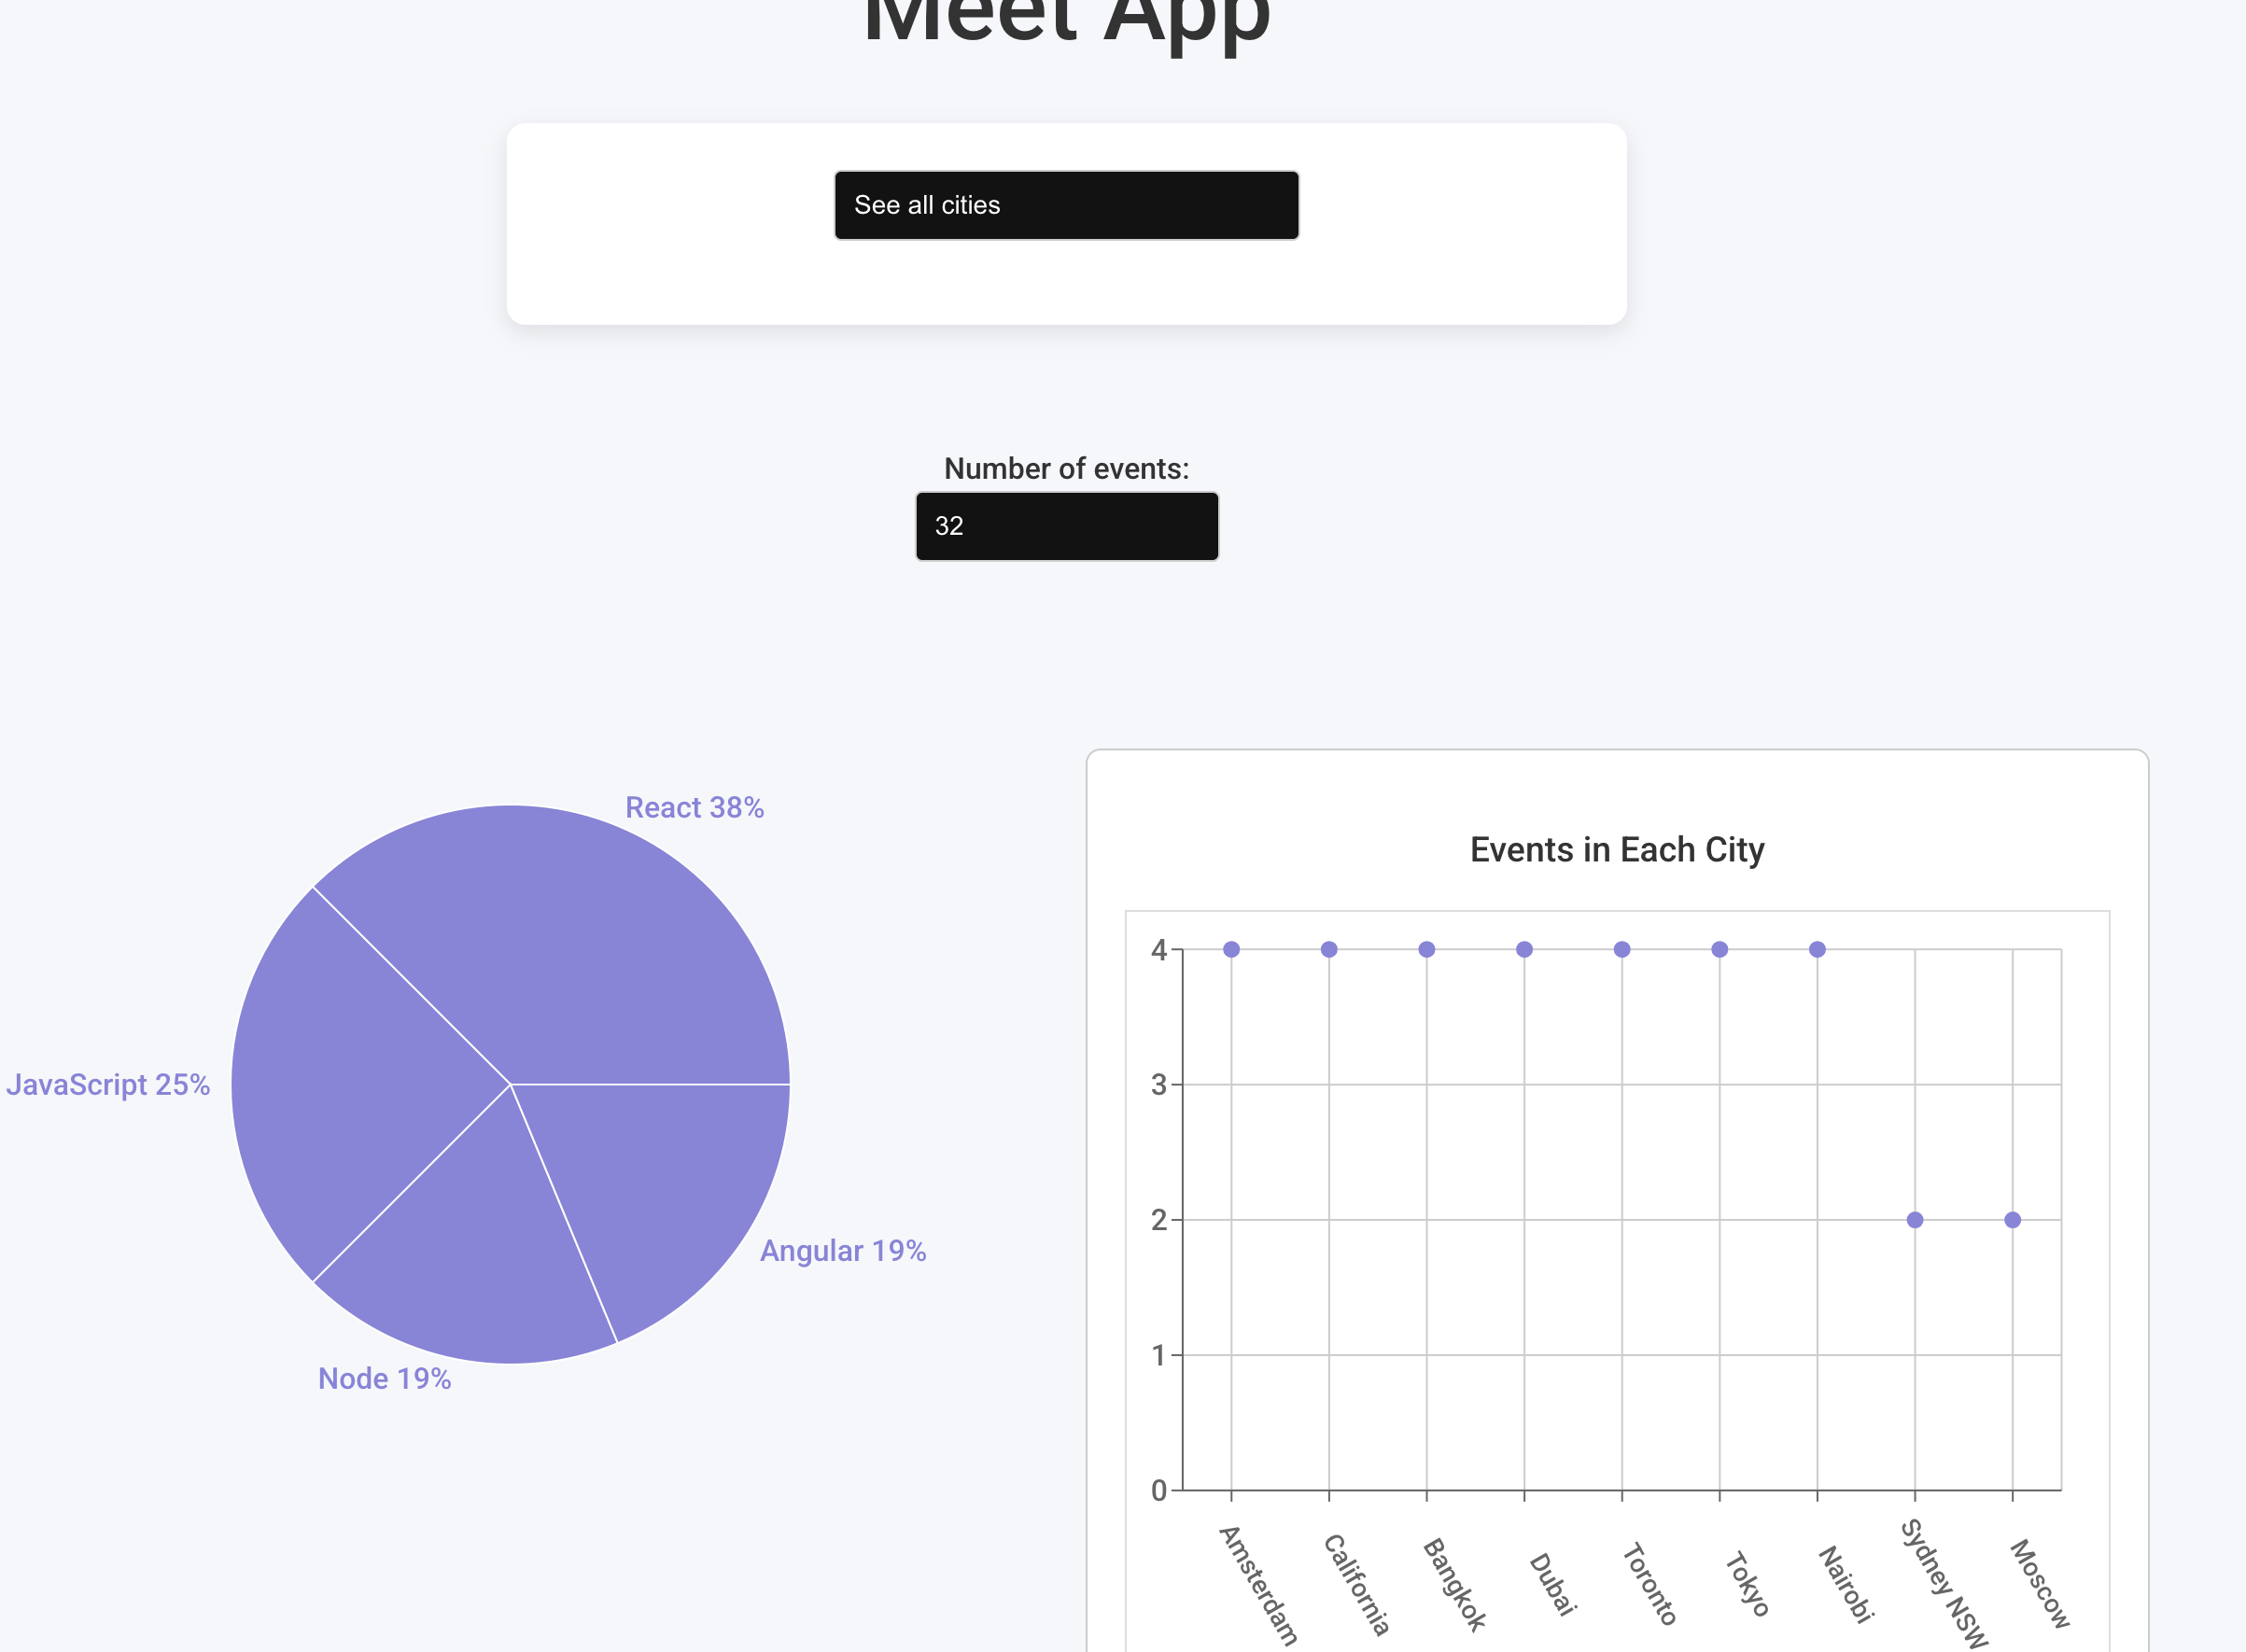 Meet App
See all cities
Number of events:
32
React 38%
JavaScript 25%
Angular 19%
Node 19%
Events in Each City
4
3
2
1
0
Amsterdam
California
Bangkok
Dubai
Toronto
Tokyo
Nairobi
Sydney NSW
Moscow